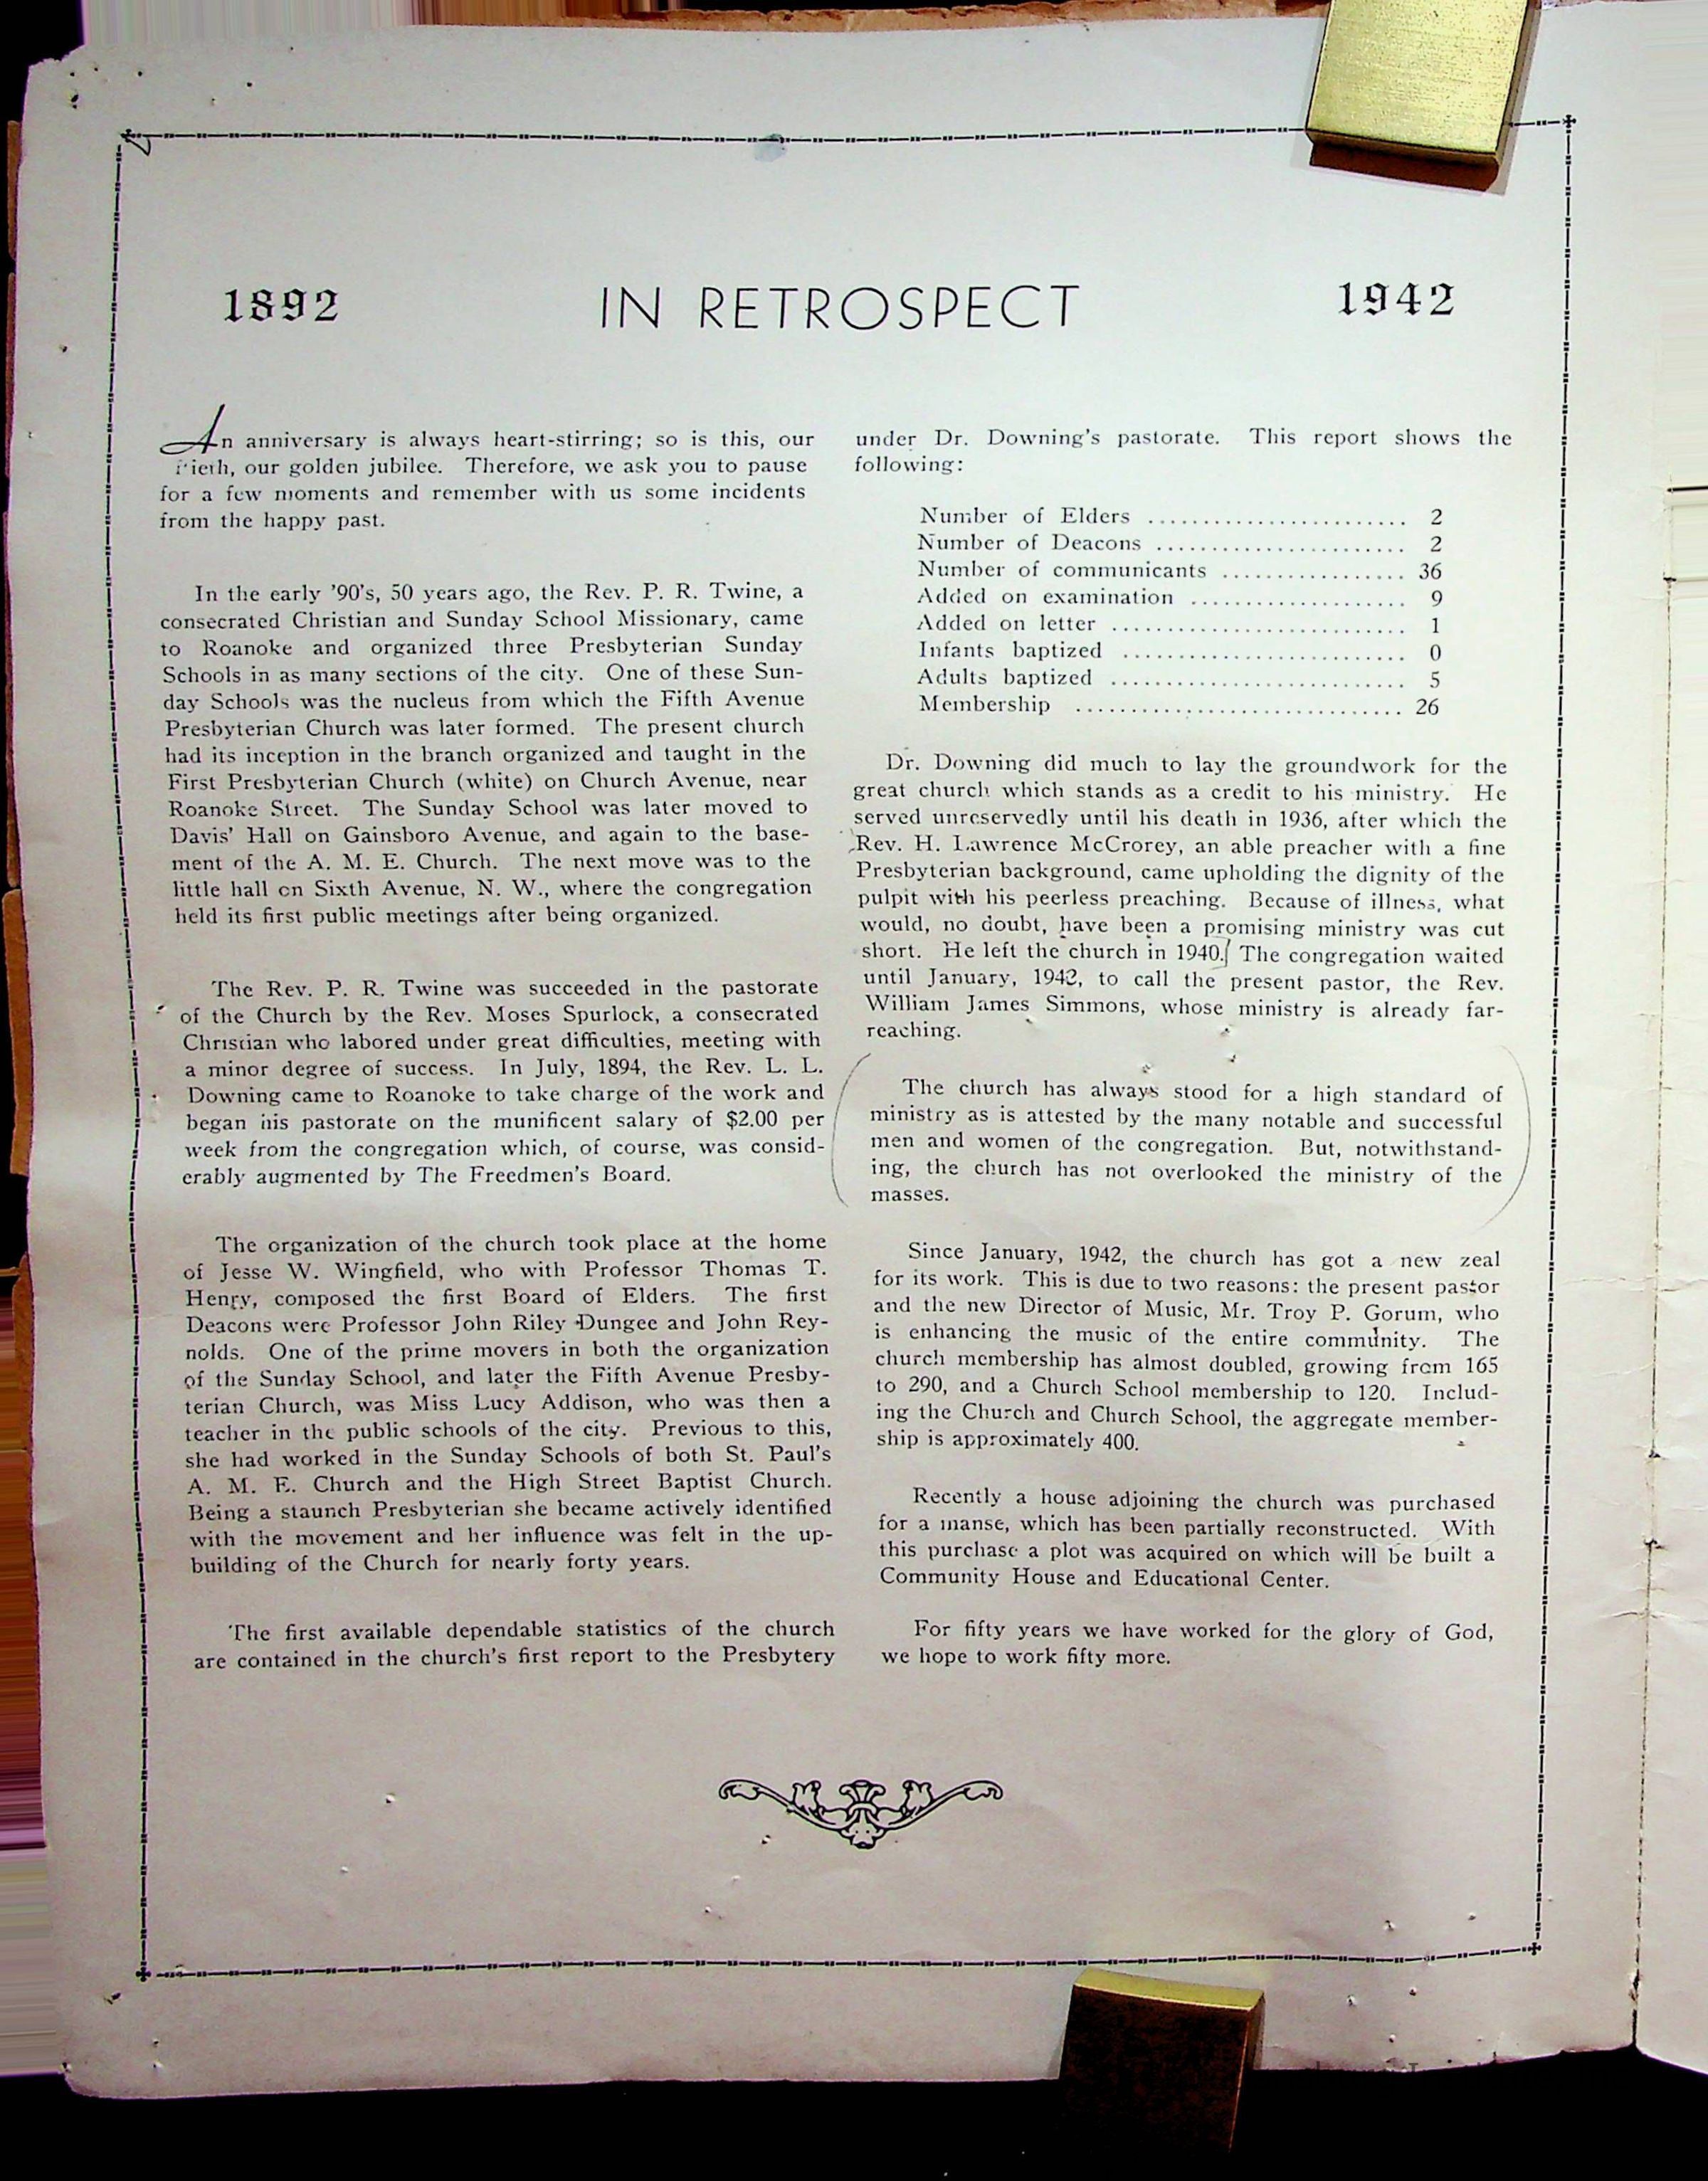 1892 IN RETROSPECT 1942
An anniversary is always heart-stirring; so is this, our
our golden jubilee. Therefore, we ask you to pause
for a few moments and remember with us some incidents
from the happy past.
In the early '90's, 50 years ago, the Rev. P. R. Twine, a
consecrated Christian and Sunday School Missionary, came
to Roanoke and organized three Presbyterian Sunday
Schools in as many sections of the city. One of these Sun-
day Schools was the nucleus from which the Fifth Avenue
Presbyterian Church was later formed. The present church
had its inception in the branch organized and taught in the
First Presbyterian Church (white) on Church Avenue, near
Roanoke Street. The Sunday School was later moved to
Davis' Hall on Gainsboro Avenue, and again to the base-
ment of the A. M. E. Church. The next move was to the
little hall on Sixth Avenue, N. W., where the congregation
held its first public meetings after being organized.
The Rev. P. R. Twine was succeeded in the pastorate
of the Church by the Rev. Moses Spurlock, a consecrated
Christian who labored under great difficulties, meeting with
a minor degree of success. In July, 1894, the Rev. L. L.
Downing came to Roanoke to take charge of the work and
began his pastorate on the munificent salary of $2.00 per
week from the congregation which, of course, was consid-
erably augmented by The Freedmen's Board.
The organization of the church took place at the home
of Jesse W. Wingfield, who with Professor Thomas T.
Henry, composed the first Board of Elders. The first
Deacons were Professor John Riley Dungee and John Rey-
nolds. One of the prime movers in both the organization
of the Sunday School, and later the Fifth Avenue Presby-
terian Church, was Miss Lucy Addison, who was then a
teacher in the public schools of the city. Previous to this,
she had worked in the Sunday Schools of both St. Paul's
A. M. E. Church and the High Street Baptist Church.
Being a staunch Presbyterian she became actively identified
with the movement and her influence was felt in the up-
building of the Church for nearly forty years.
The first available dependable statistics of the church
are contained in the church's first report to the Presbytery
under Dr. Downing's pastorate. This report shows the
following:
Number of Elders ........................ 2
Number of Deacons ....................... 2
Number of communicants ................. 36
Added on examination .................... 9
Added on letter ........................... 1
Infants baptized .......................... 0
Adults baptized ........................... 5
Membership .............................. 26
Dr. Downing did much to lay the groundwork for the
great church which stands as a credit to his ministry. He
served unreservedly until his death in 1936, after which the
Rev. H. Lawrence McCrorey, an able preacher with a fine
Presbyterian background, came upholding the dignity of the
pulpit with his peerless preaching. Because of illness, what
would, no doubt, have been a promising ministry was cut
short. He left the church in 1940. The congregation waited
until January, 1942, to call the present pastor, the Rev.
William James Simmons, whose ministry is already far-
reaching.
The church has always stood for a high standard of
ministry as is attested by the many notable and successful
men and women of the congregation. But, notwithstand-
ing, the church has not overlooked the ministry of the
masses.
Since January, 1942, the church has got a new zeal
for its work. This is due to two reasons: the present pastor
and the new Director of Music, Mr. Troy P. Gorum, who
is enhancing the music of the entire community. The
church membership has almost doubled, growing from 165
to 290, and a Church School membership to 120. Includ-
ing the Church and Church School, the aggregate member-
ship is approximately 400.
Recently a house adjoining the church was purchased
for a manse, which has been partially reconstructed. With
this purchase a plot was acquired on which will be built a
Community House and Educational Center.
For fifty years we have worked for the glory of God,
we hope to work fifty more.